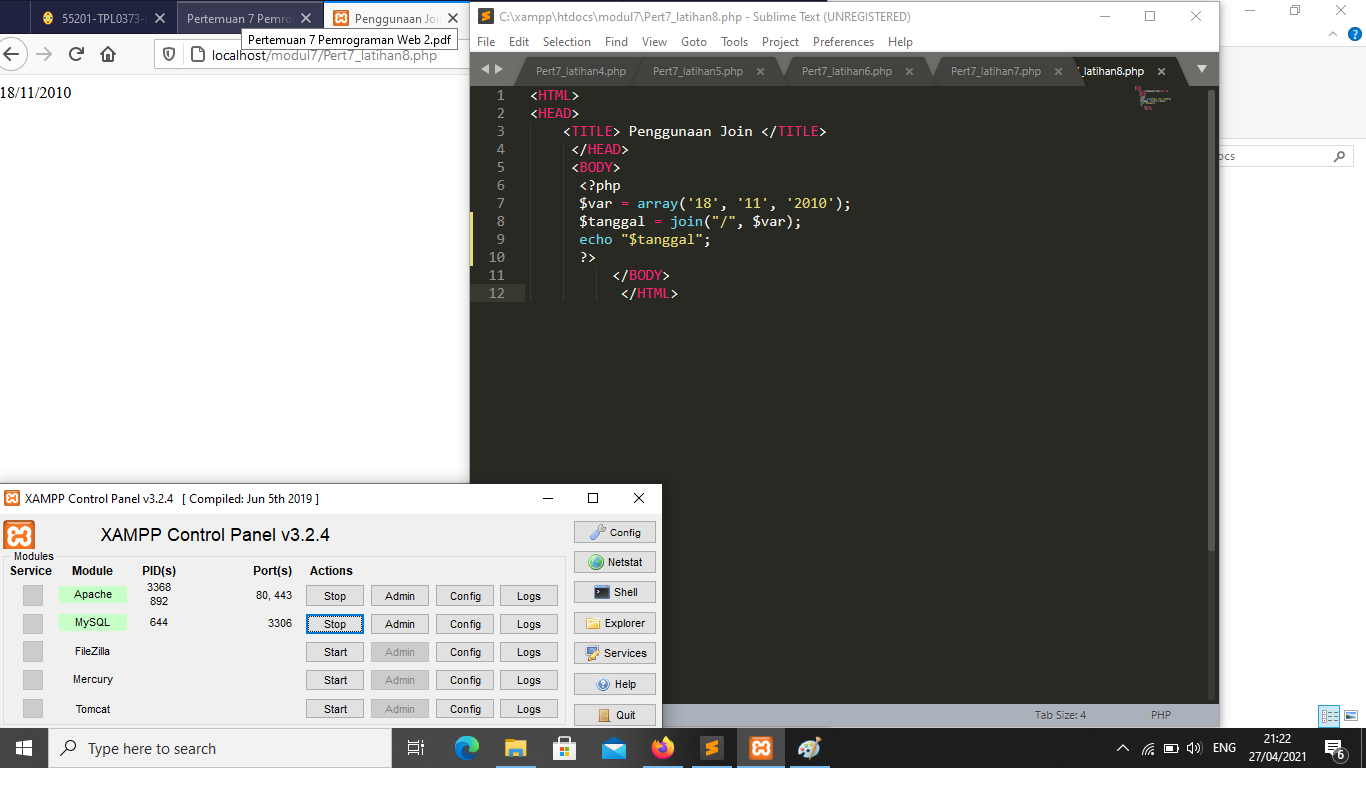 55201-TPL0373-
Pertemuan 7 Pemro
Penggunaan Joi
Pertemuan 7 Pemrograman Web 2.pdf
localhost/modul7/Pert7_latihan8.php
18/11/2010
C:\xampp\htdocs\modul7\Pert7_latihan8.php - Sublime Text (UNREGISTERED)
File Edit Selection Find View Goto Tools Project Preferences Help
Pert7_latihan4.php Pert7_latihan5.php Pert7_latihan6.php Pert7_latihan7.php _latihan8.php
1 <HTML>
2 <HEAD>
3 <TITLE> Penggunaan Join </TITLE>
4 </HEAD>
5 <BODY>
6 <?php
7 $var = array('18', '11', '2010');
8 $tanggal = join("/", $var);
9 echo "$tanggal";
10 ?>
11 </BODY>
12 </HTML>
Tab Size: 4 PHP
ocs
XAMPP Control Panel v3.2.4 [ Compiled: Jun 5th 2019 ]
XAMPP Control Panel v3.2.4
Modules
Service Module PID(s) Port(s) Actions
Apache 3368 892 80, 443 Stop Admin Config Logs
MySQL 644 3306 Stop Admin Config Logs
FileZilla Start Admin Config Logs
Mercury Start Admin Config Logs
Tomcat Start Admin Config Logs
Config
Netstat
Shell
Explorer
Services
Help
Quit
Type here to search
ENG
21:22
27/04/2021
6